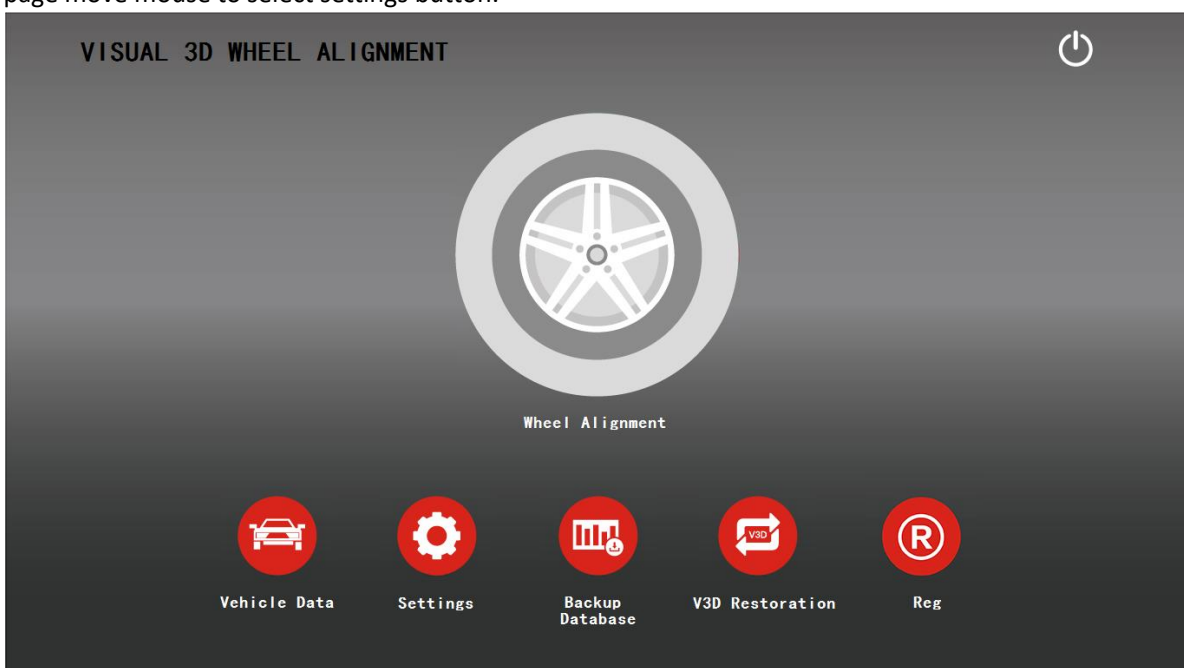 page move mouse to select settings button.
VISUAL 3D WHEEL ALIGNMENT
Wheel Alignment
V3D
R
Vehicle Data
Settings
Backup
Database
V3D Restoration
Reg